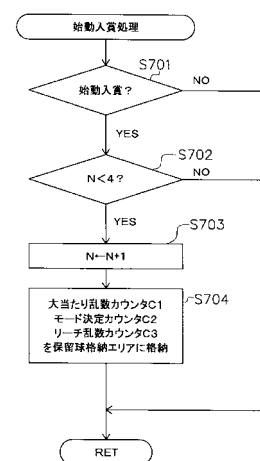 始動入賞処理
S701
始動入賞？
NO
YES
S702
N<4？
NO
YES
S703
N←N+1
S704
大当たり乱数カウンタC1
モード決定カウンタC2
リーチ乱数カウンタC3
を保留球格納エリアに格納
RET